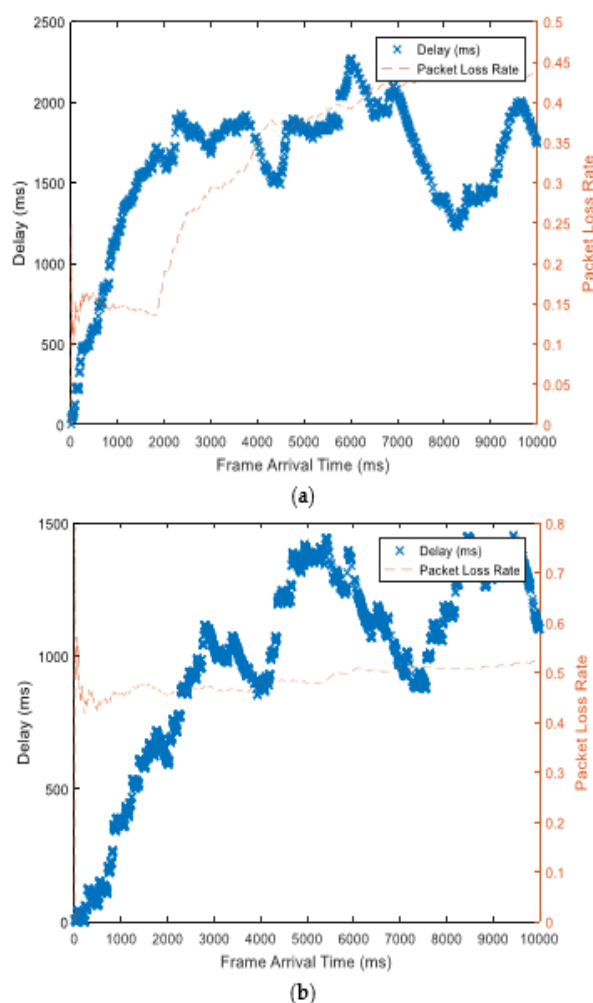 2500
2000
1500
1000
500
0
Delay (ms)
0.5
0.45
0.4
0.35
0.3
0.25
0.2
0.15
0.1
0.05
0
Packet Loss Rate
Delay (ms)
Packet Loss Rate
0 1000 2000 3000 4000 5000 6000 7000 8000 9000 10000
Frame Arrival Time (ms)
(a)
1500
1000
500
0
Delay (ms)
0.8
0.7
0.6
0.5
0.4
0.3
0.2
0.1
0
Packet Loss Rate
Delay (ms)
Packet Loss Rate
0 1000 2000 3000 4000 5000 6000 7000 8000 9000 10000
Frame Arrival Time (ms)
(b)